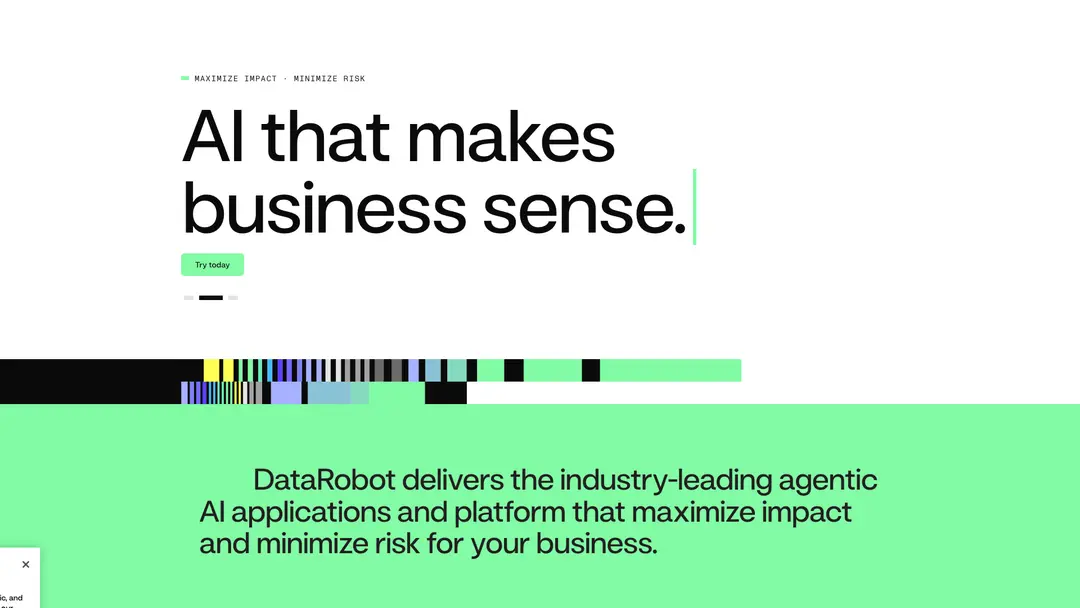 MAXIMIZE IMPACT · MINIMIZE RISK
AI that makes
business sense.
Try today
DataRobot delivers the industry-leading agentic
AI applications and platform that maximize impact
and minimize risk for your business.
and